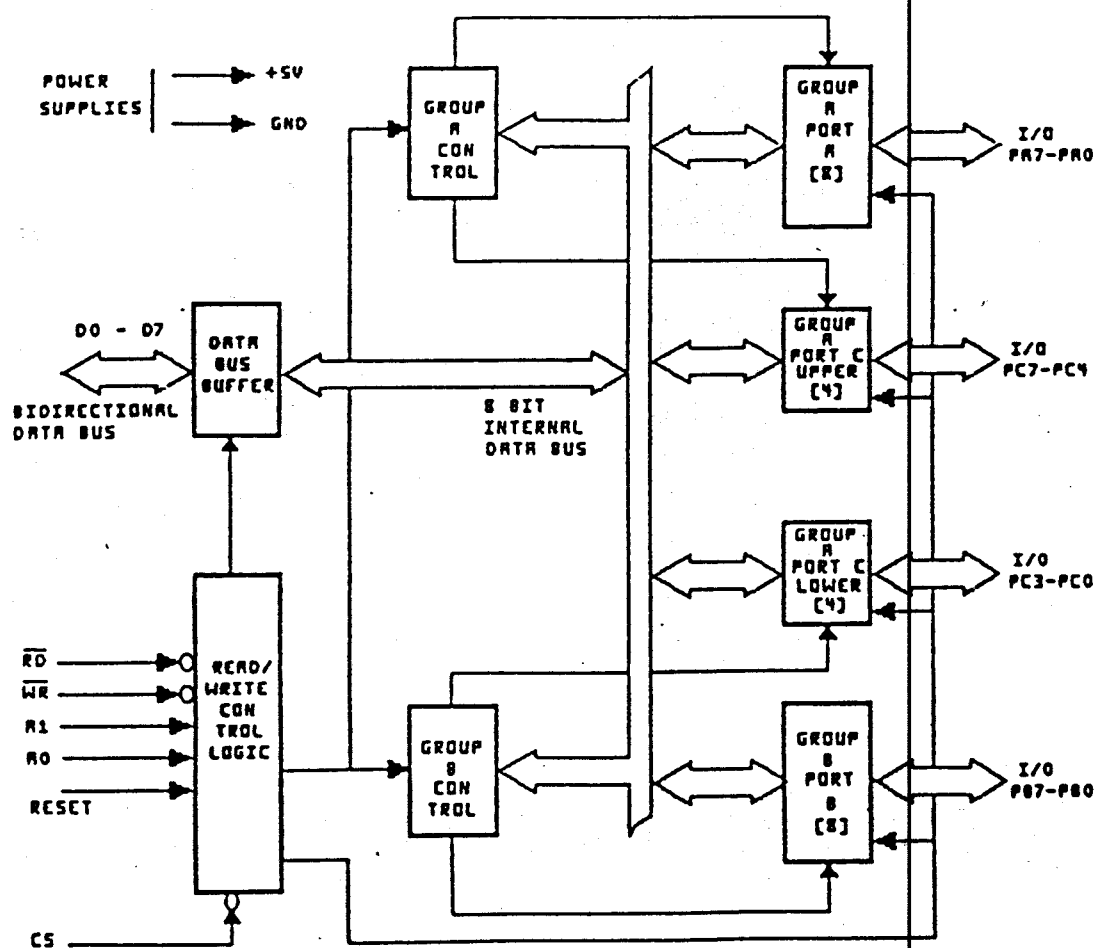 POWER
SUPPLIES
+5V
GND
GROUP
A
CON
TROL
GROUP
A
PORT
A
[8]
I/O
PA7-PA0
D0 - D7
BIDIRECTIONAL
DATA BUS
DATA
BUS
BUFFER
8 BIT
INTERNAL
DATA BUS
GROUP
A
PORT C
UPPER
[4]
I/O
PC7-PC4
GROUP
A
PORT C
LOWER
[4]
I/O
PC3-PC0
RD
WR
A1
A0
RESET
CS
READ/
WRITE
CON
TROL
LOGIC
GROUP
B
CON
TROL
GROUP
B
PORT
B
[8]
I/O
PB7-PB0